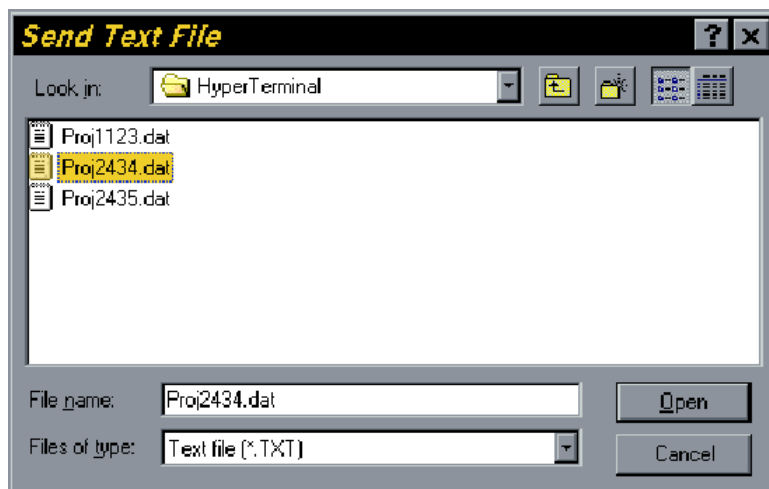 Send Text File
Look in: HyperTerminal
Proj1123.dat
Proj2434.dat
Proj2435.dat
File name: Proj2434.dat Open
Files of type: Text file (*.TXT) Cancel